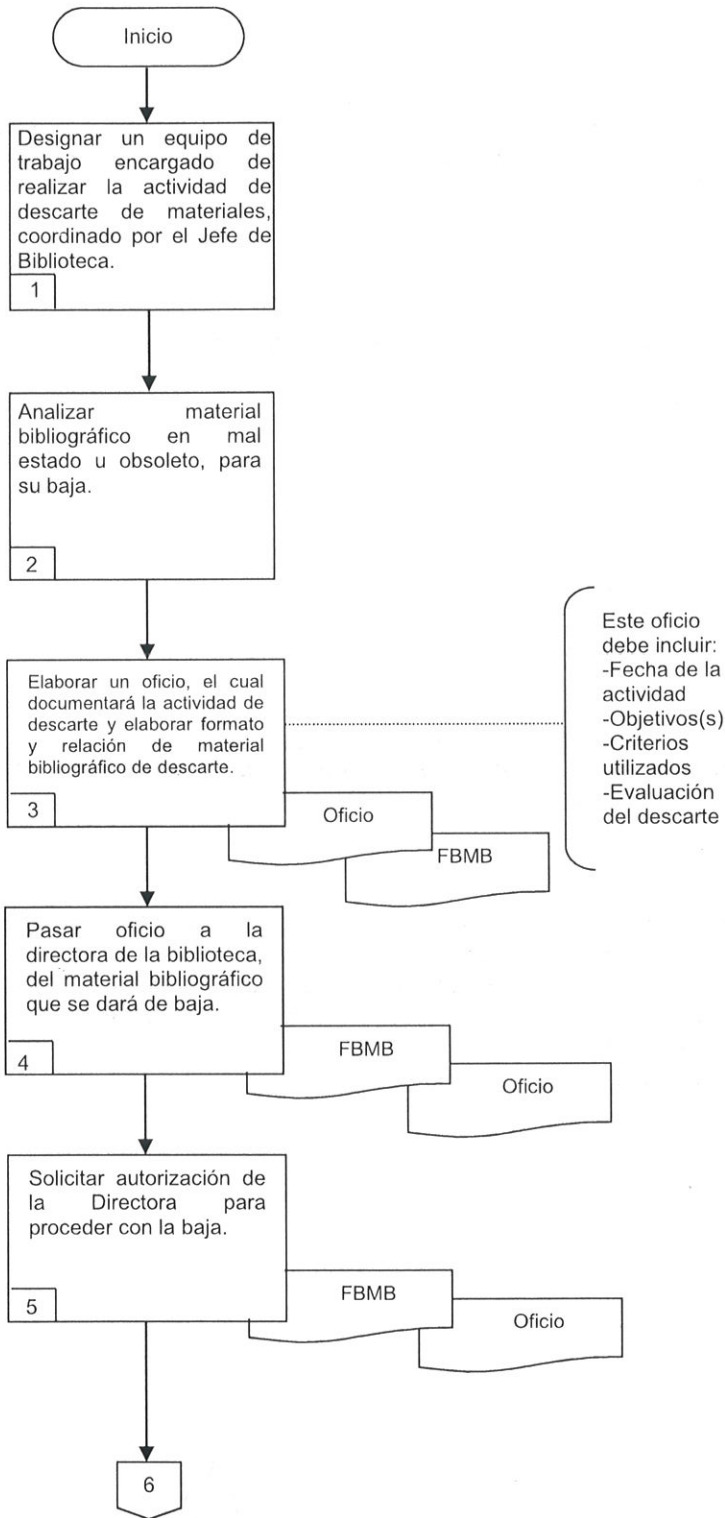 Inicio
Designar un equipo de
trabajo encargado de
realizar la actividad de
descarte de materiales,
coordinado por el Jefe de
Biblioteca.
1
Analizar material
bibliográfico en mal
estado u obsoleto, para
su baja.
2
Elaborar un oficio, el cual
documentará la actividad de
descarte y elaborar formato
y relación de material
bibliográfico de descarte.
3
Oficio
FBMB
Este oficio
debe incluir:
-Fecha de la
actividad
-Objetivos(s)
-Criterios
utilizados
-Evaluación
del descarte
Pasar oficio a la
directora de la biblioteca,
del material bibliográfico
que se dará de baja.
4
FBMB
Oficio
Solicitar autorización de
la Directora para
proceder con la baja.
5
FBMB
Oficio
6